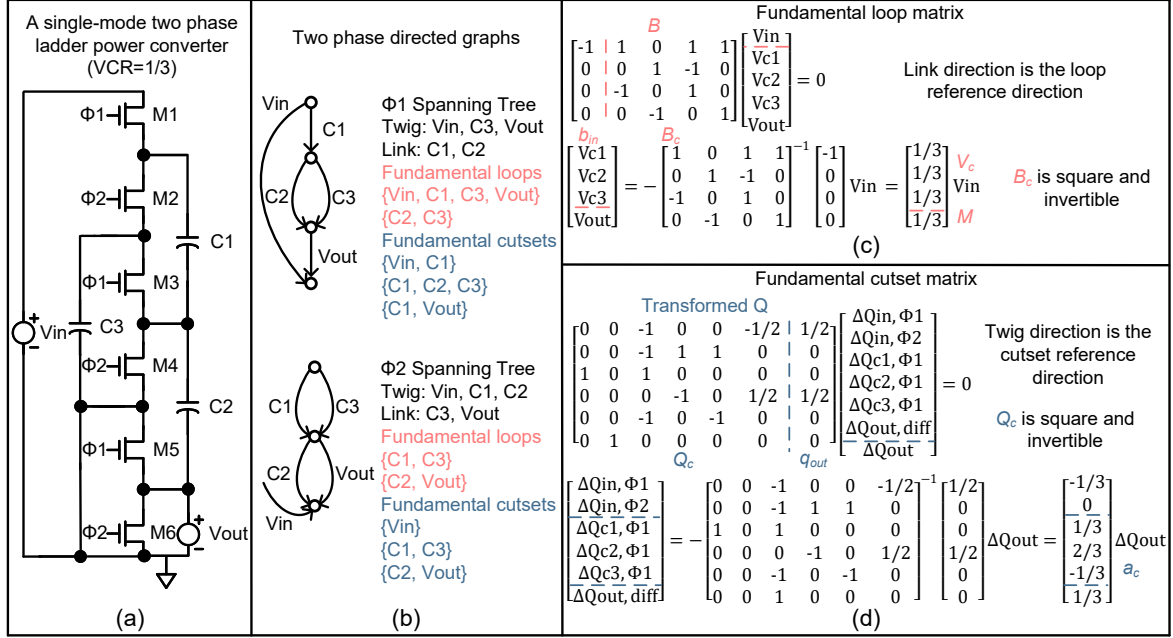 A single-mode two phase
ladder power converter
(VCR=1/3)
Φ1
M1
Φ2
M2
C1
Φ1
M3
Vin
C3
Φ2
M4
C2
Φ1
M5
Φ2
M6
Vout
(a)
Two phase directed graphs
Vin
C1
C2
C3
Vout
Φ1 Spanning Tree
Twig: Vin, C3, Vout
Link: C1, C2
Fundamental loops
{Vin, C1, C3, Vout}
{C2, C3}
Fundamental cutsets
{Vin, C1}
{C1, C2, C3}
{C1, Vout}
C1
C3
C2
Vout
Vin
Φ2 Spanning Tree
Twig: Vin, C1, C2
Link: C3, Vout
Fundamental loops
{C1, C3}
{C2, Vout}
Fundamental cutsets
{Vin}
{C1, C3}
{C2, Vout}
(b)
Fundamental loop matrix
B
-1 1 0 1 1 Vin
0 0 1 -1 0 Vc1
0 -1 0 1 0 Vc2 = 0
0 0 -1 0 1 Vc3
Vout
Link direction is the loop
reference direction
b_in
B_c
Vc1 1 0 1 1 -1 -1 1/3 V_c
Vc2 = − 0 1 -1 0 0 Vin = 1/3 Vin
Vc3 -1 0 1 0 0 1/3
Vout 0 -1 0 1 0 1/3 M
B_c is square and
invertible
(c)
Fundamental cutset matrix
Transformed Q
0 0 -1 0 0 -1/2 1/2 ΔQin, Φ1
0 0 -1 1 1 0 0 ΔQin, Φ2
1 0 1 0 0 0 0 ΔQc1, Φ1
0 0 0 -1 0 1/2 1/2 ΔQc2, Φ1 = 0
0 0 -1 0 -1 0 0 ΔQc3, Φ1
0 1 0 0 0 0 0 ΔQout, diff
ΔQout
Q_c
q_out
Twig direction is the
cutset reference
direction
Q_c is square and
invertible
ΔQin, Φ1 0 0 -1 0 0 -1/2 -1 1/2 -1/3
ΔQin, Φ2 0 0 -1 1 1 0 0 0
ΔQc1, Φ1 = − 1 0 1 0 0 0 0 1/3
ΔQc2, Φ1 0 0 0 -1 0 1/2 1/2 ΔQout = 2/3 ΔQout
ΔQc3, Φ1 0 0 -1 0 -1 0 0 -1/3 a_c
ΔQout, diff 0 0 1 0 0 0 0 1/3
(d)